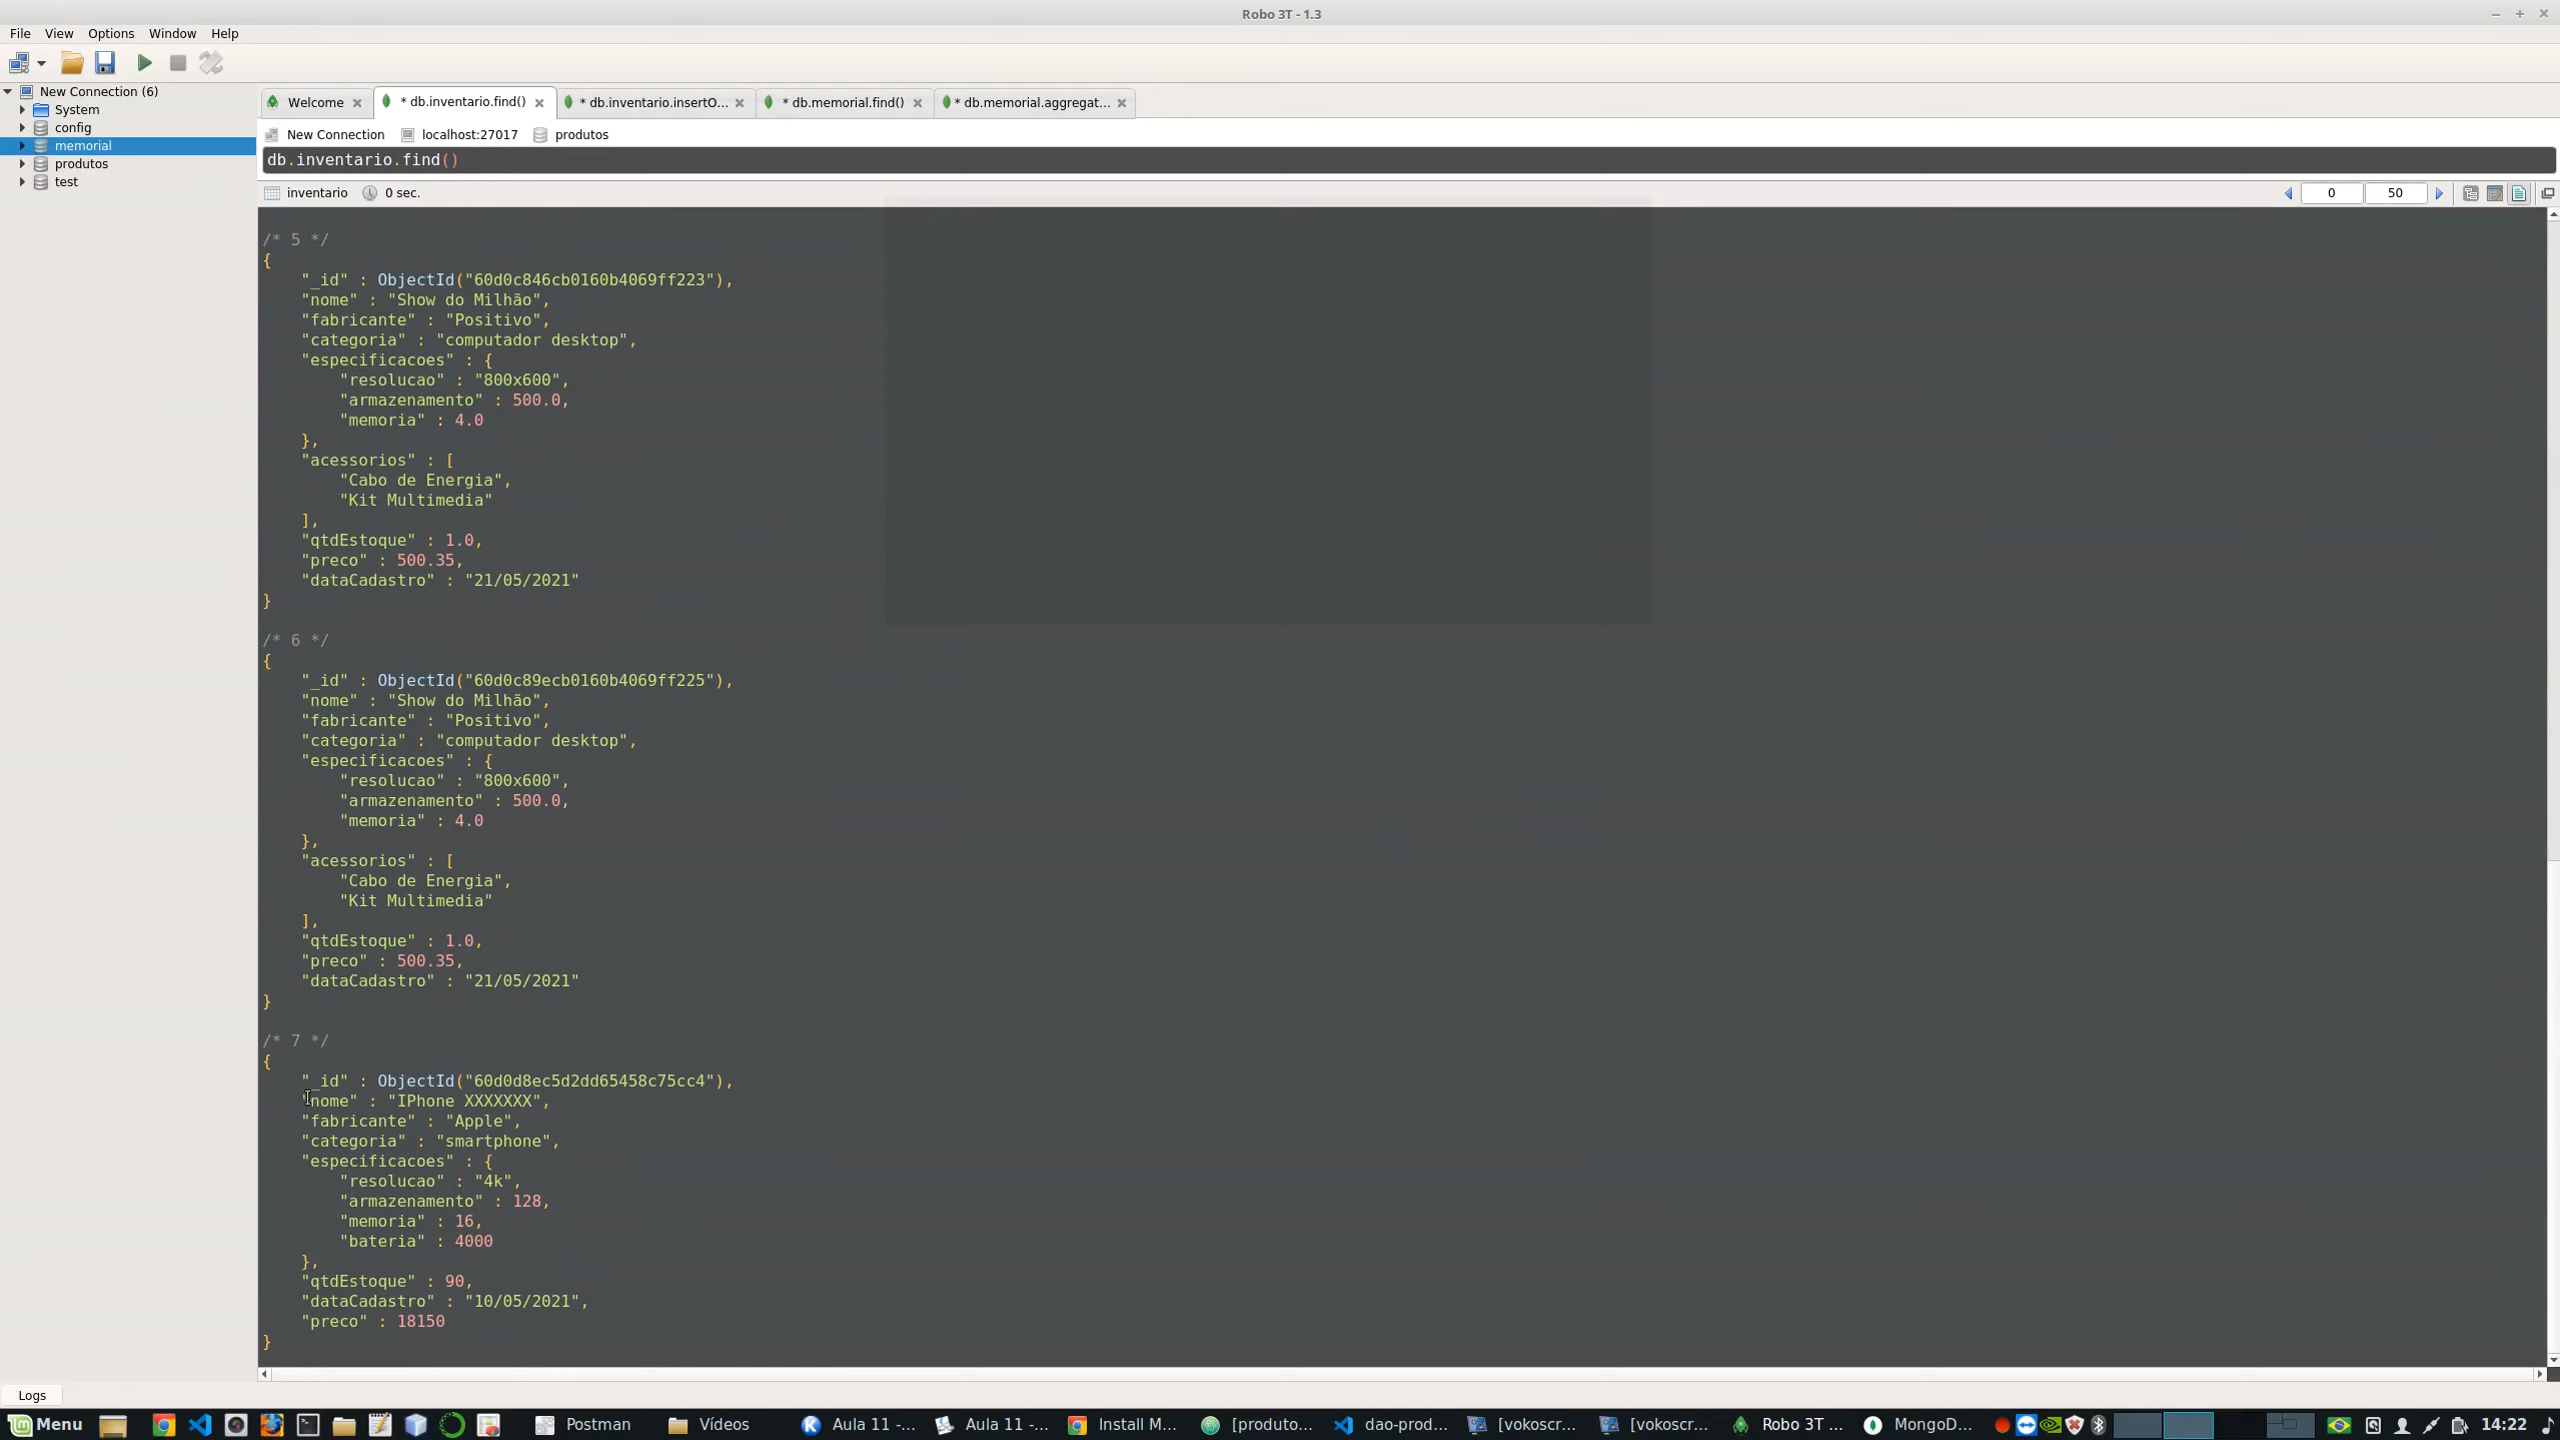 Robo 3T - 1.3
File View Options Window Help
New Connection (6)
System
config
memorial
produtos
test
Welcome
* db.inventario.find()
* db.inventario.insertO...
* db.memorial.find()
* db.memorial.aggregat...
New Connection localhost:27017 produtos
db.inventario.find()
inventario 0 sec.
0 50
/* 5 */
{
"_id" : ObjectId("60d0c846cb0160b4069ff223"),
"nome" : "Show do Milhão",
"fabricante" : "Positivo",
"categoria" : "computador desktop",
"especificacoes" : {
"resolucao" : "800x600",
"armazenamento" : 500.0,
"memoria" : 4.0
},
"acessorios" : [
"Cabo de Energia",
"Kit Multimedia"
],
"qtdEstoque" : 1.0,
"preco" : 500.35,
"dataCadastro" : "21/05/2021"
}
/* 6 */
{
"_id" : ObjectId("60d0c89ecb0160b4069ff225"),
"nome" : "Show do Milhão",
"fabricante" : "Positivo",
"categoria" : "computador desktop",
"especificacoes" : {
"resolucao" : "800x600",
"armazenamento" : 500.0,
"memoria" : 4.0
},
"acessorios" : [
"Cabo de Energia",
"Kit Multimedia"
],
"qtdEstoque" : 1.0,
"preco" : 500.35,
"dataCadastro" : "21/05/2021"
}
/* 7 */
{
"_id" : ObjectId("60d0d8ec5d2dd65458c75cc4"),
"nome" : "IPhone XXXXXXX",
"fabricante" : "Apple",
"categoria" : "smartphone",
"especificacoes" : {
"resolucao" : "4k",
"armazenamento" : 128,
"memoria" : 16,
"bateria" : 4000
},
"qtdEstoque" : 90,
"dataCadastro" : "10/05/2021",
"preco" : 18150
}
Logs
Menu Postman Vídeos Aula 11 -... Aula 11 -... Install M... [produto... dao-prod... [vokoscr... [vokoscr... Robo 3T ... MongoD... 14:22